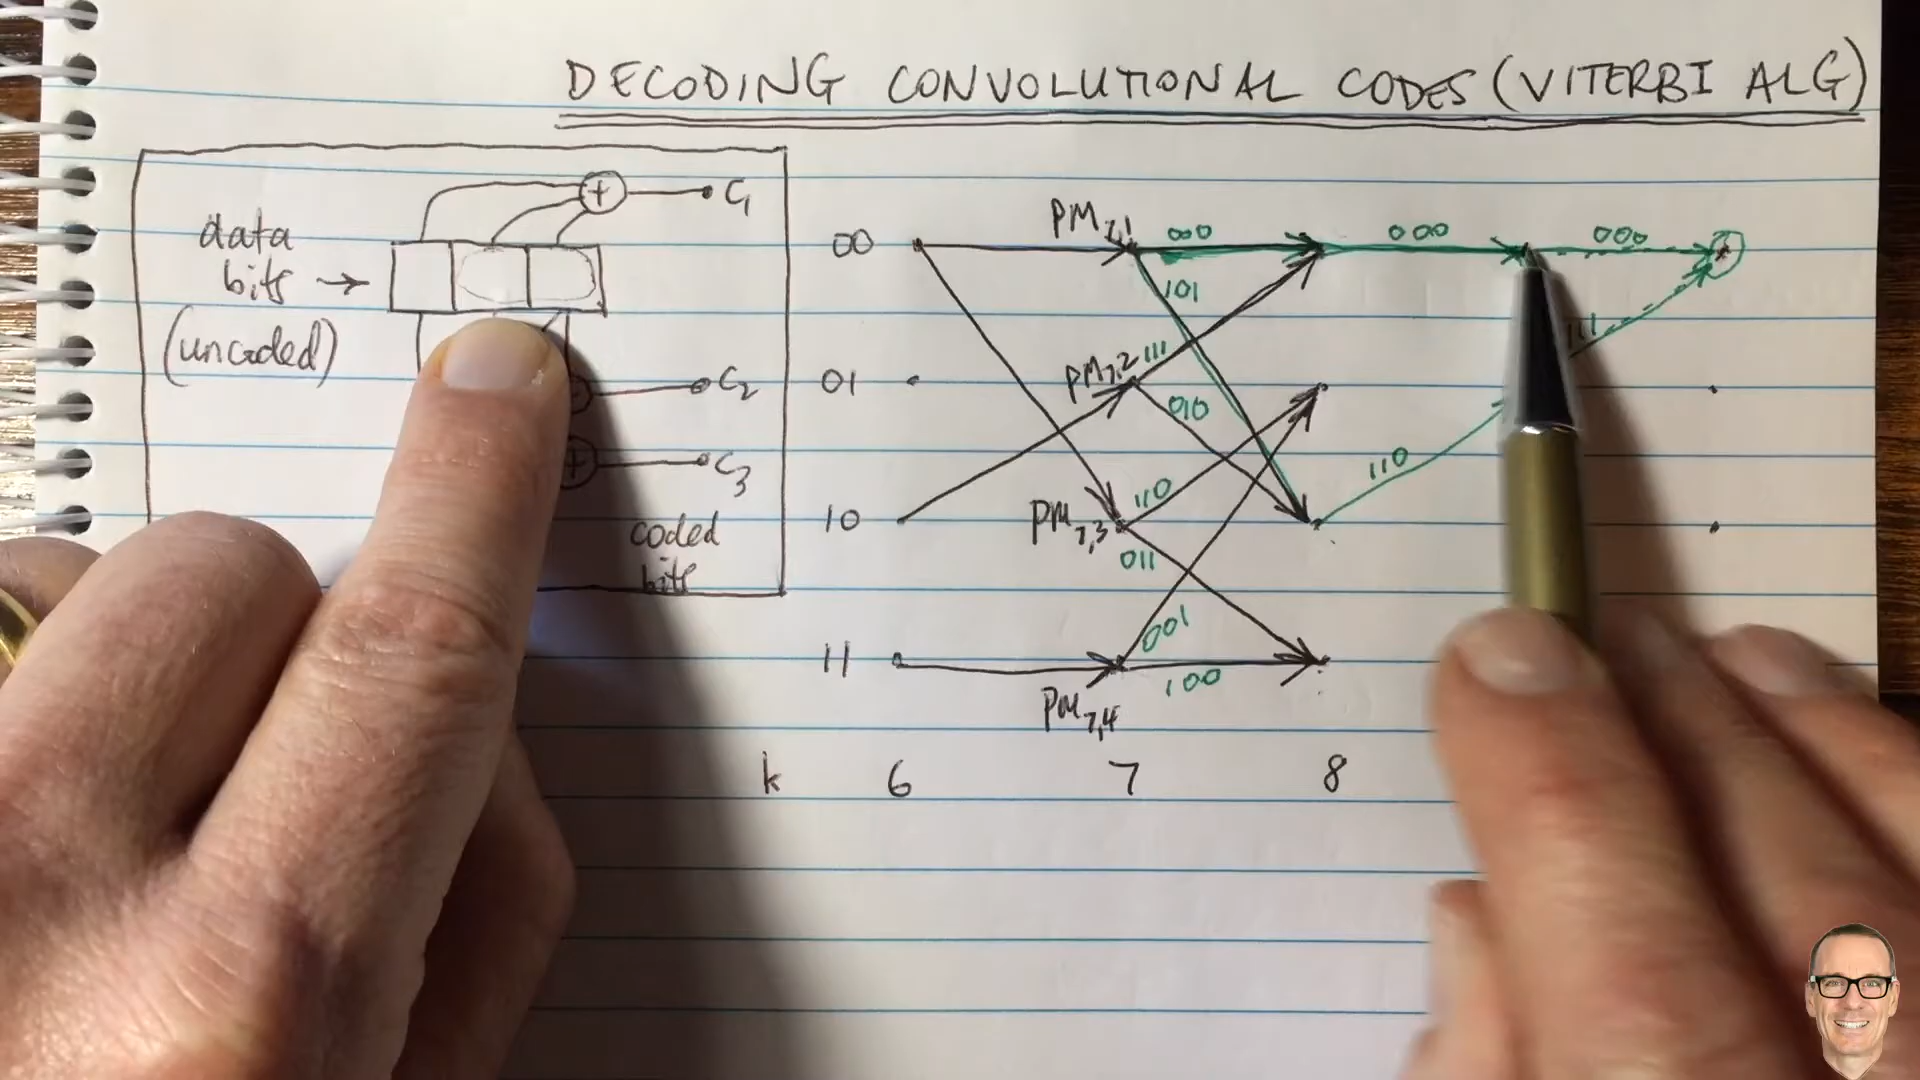 DECODING CONVOLUTIONAL CODES (VITERBI ALG)
data
bits →
(uncoded)
+ C1
C2
+ C3
coded
bits
00
01
10
11
PM7,1
000
000
000
101
PM7,2
111
111
010
110
PM7,3
110
011
001
100
PM7,4
k 6 7 8